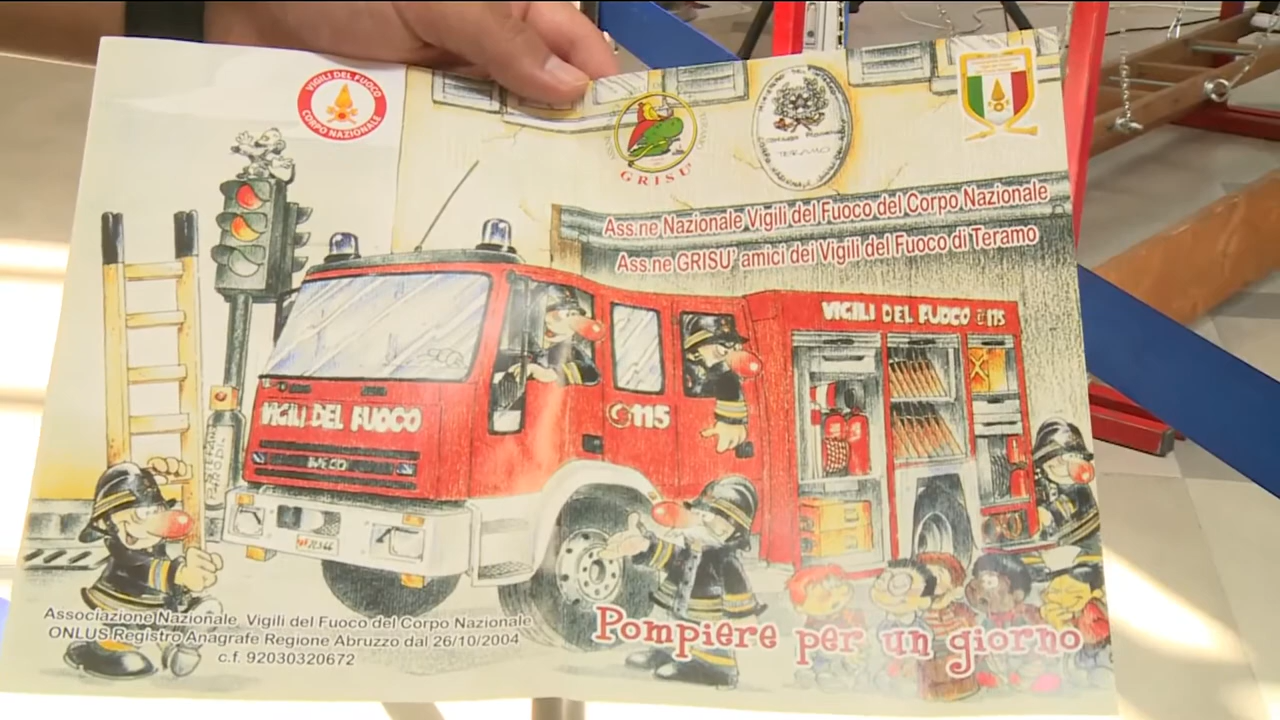 VIGILI DEL FUOCO
CORPO NAZIONALE
GRISU'
TERAMO
Ass.ne Nazionale Vigili del Fuoco del Corpo Nazionale
Ass.ne GRISU' amici dei Vigili del Fuoco di Teramo
VIGILI DEL FUOCO 115
115
VIGILI DEL FUOCO
IVECO
Associazione Nazionale Vigili del Fuoco del Corpo Nazionale
ONLUS Registro Anagrafe Regione Abruzzo dal 26/10/2004
c.f. 92030320672
Pompiere per un giorno